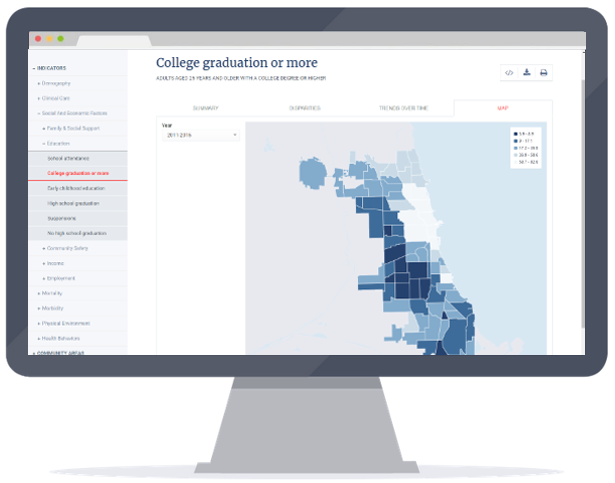 INDICATORS
Demography
Clinical Care
Social And Economic Factors
Family & Social Support
Education
School attendance
College graduation or more
Early childhood education
High school graduation
Suspensions
No high school graduation
Community Safety
Income
Employment
Mortality
Morbidity
Physical Environment
Health Behaviors
COMMUNITY AREAS
College graduation or more
ADULTS AGED 25 YEARS AND OLDER WITH A COLLEGE DEGREE OR HIGHER
SUMMARY
DISPARITIES
TRENDS OVER TIME
MAP
Year